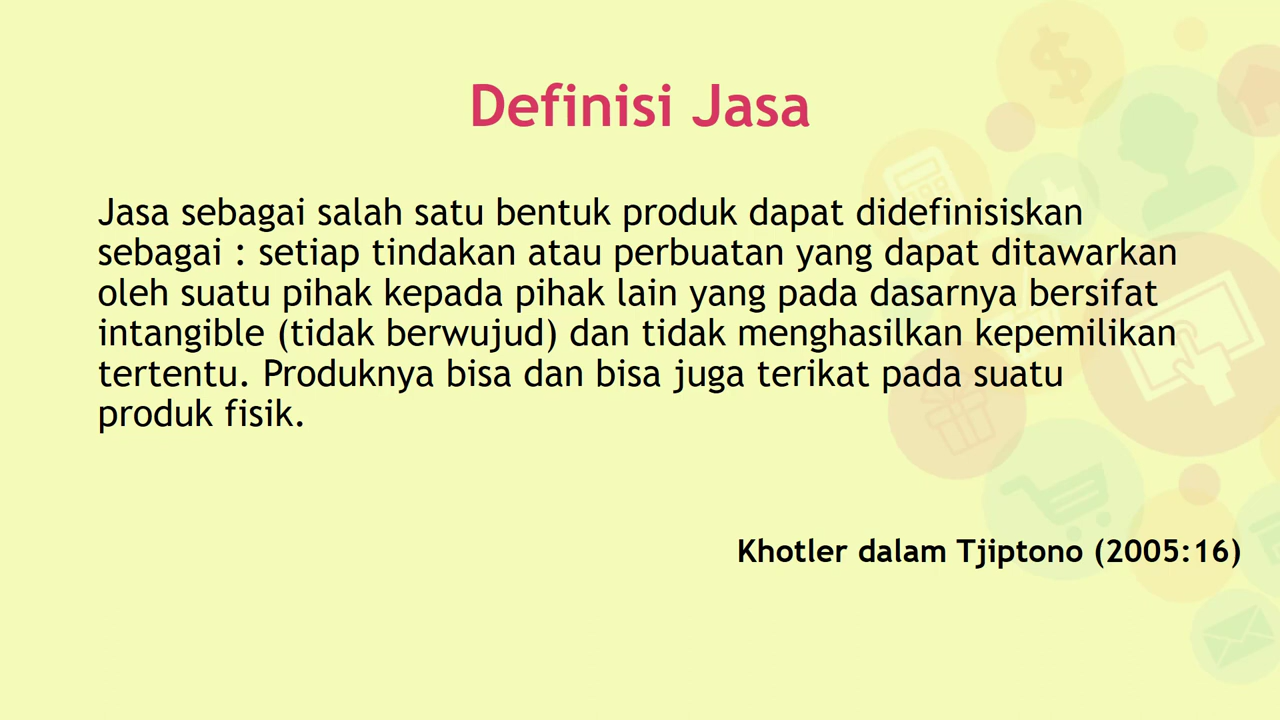 Definisi Jasa
Jasa sebagai salah satu bentuk produk dapat didefinisiskan
sebagai : setiap tindakan atau perbuatan yang dapat ditawarkan
oleh suatu pihak kepada pihak lain yang pada dasarnya bersifat
intangible (tidak berwujud) dan tidak menghasilkan kepemilikan
tertentu. Produknya bisa dan bisa juga terikat pada suatu
produk fisik.
Khotler dalam Tjiptono (2005:16)